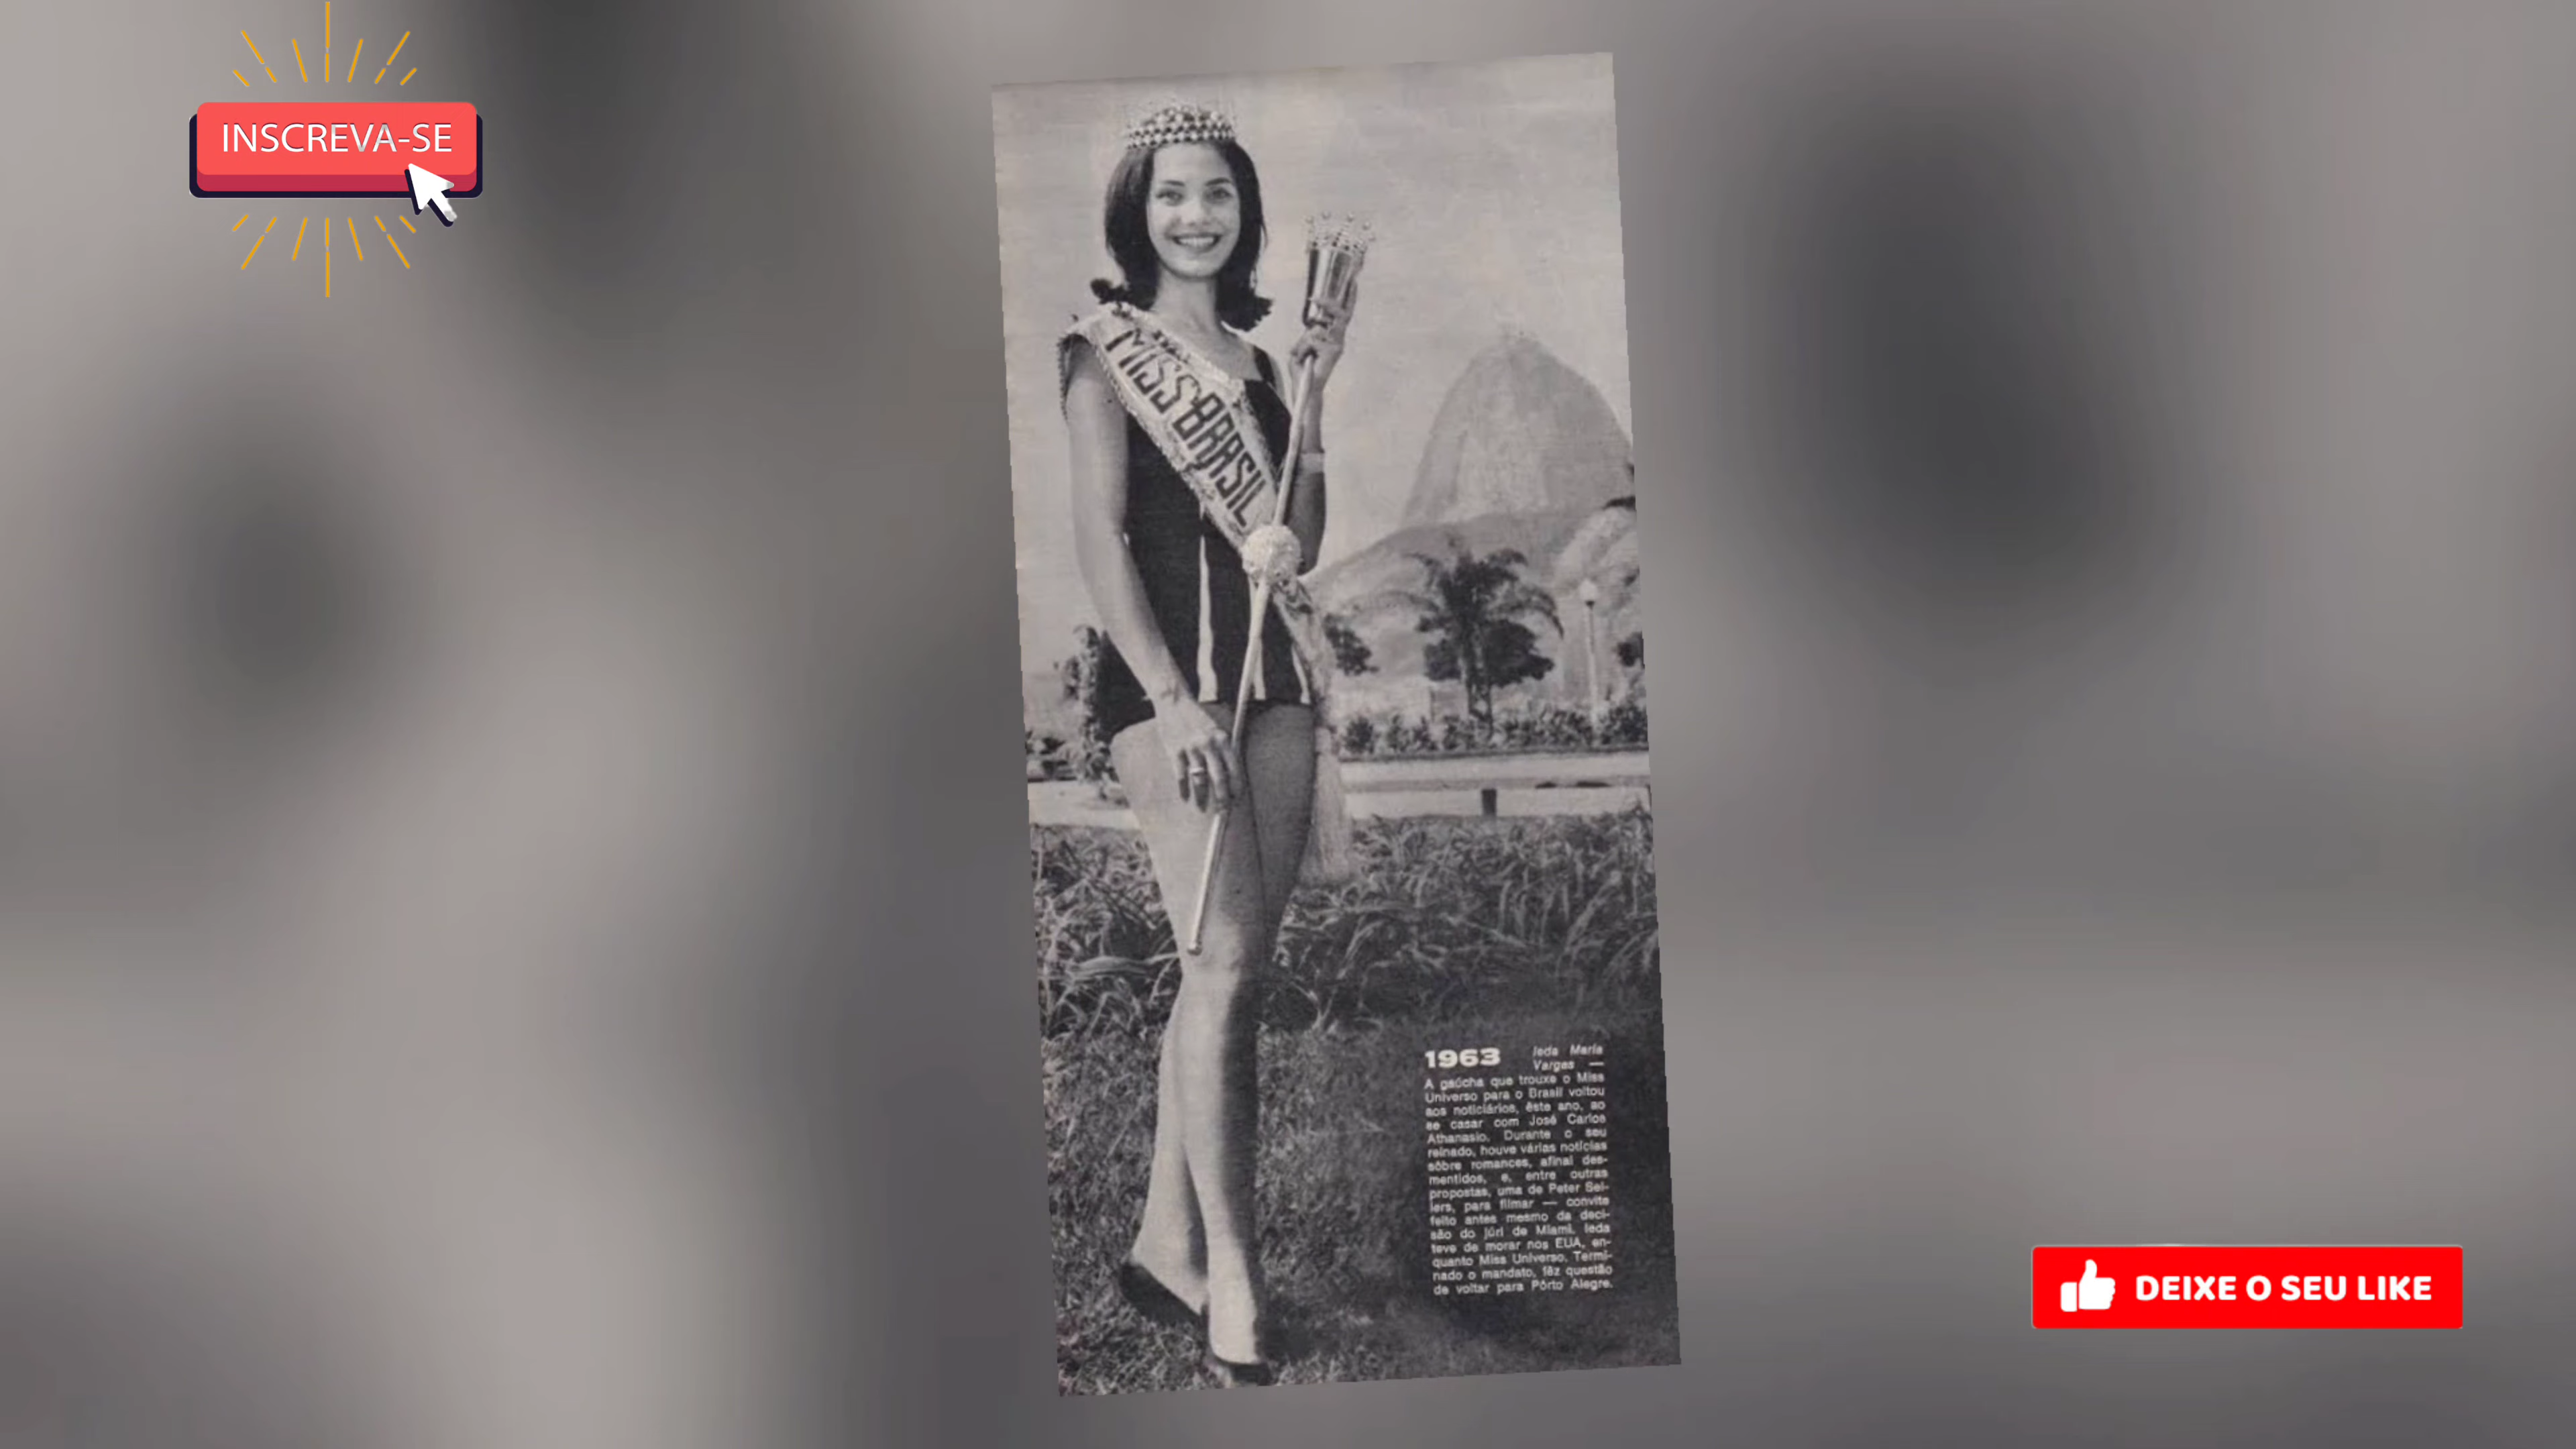 INSCREVA-SE
MISS BRASIL
1963 Ieda Maria
Vargas —
A gaúcha que trouxe o Miss
Universo para o Brasil voltou
aos noticiários, êste ano, ao
se casar com José Carlos
Athanasio. Durante o seu
reinado, houve várias notícias
sôbre romances, afinal des-
mentidos, e, entre outras
propostas, uma de Peter Sel-
lers, para filmar — convite
feito antes mesmo da deci-
são do júri de Miami. Ieda
teve de morar nos EUA, en-
quanto Miss Universo. Termi-
nado o mandato, fêz questão
de voltar para Pôrto Alegre.
DEIXE O SEU LIKE